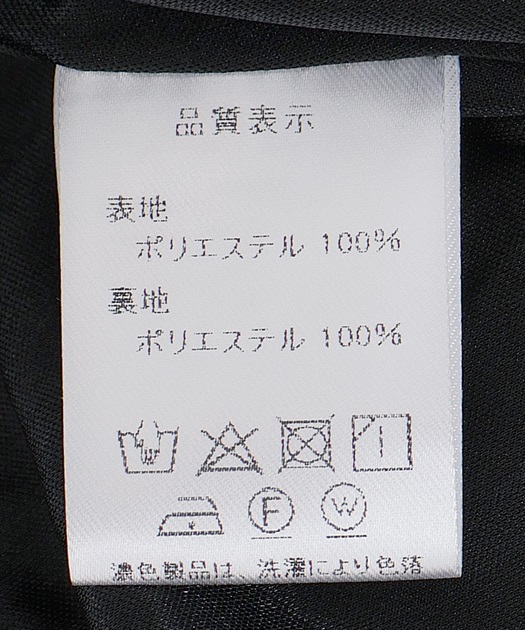 品質表示
表地
ポリエステル 100%
裏地
ポリエステル 100%
F W
濃色製品は、洗濯により色落